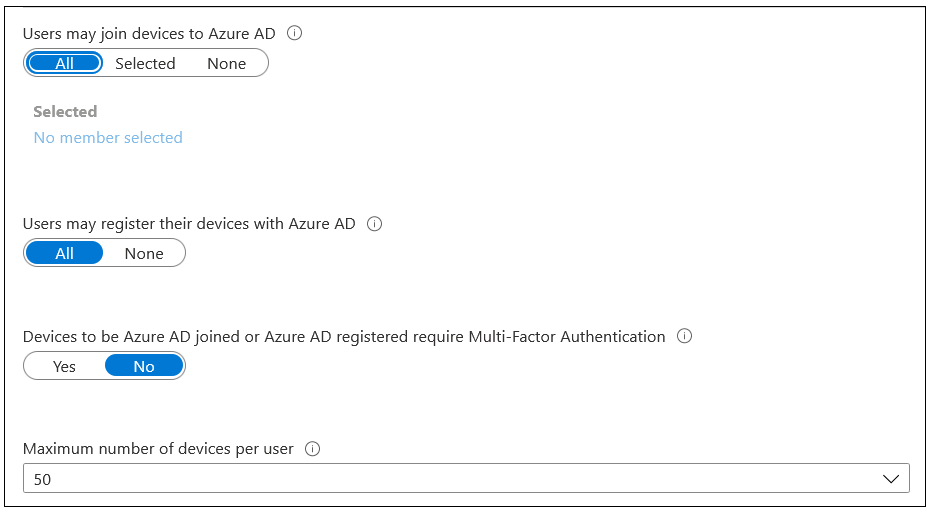 Users may join devices to Azure AD
All Selected None
Selected
No member selected
Users may register their devices with Azure AD
All None
Devices to be Azure AD joined or Azure AD registered require Multi-Factor Authentication
Yes No
Maximum number of devices per user
50